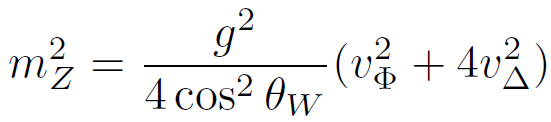 m_Z^2 = \frac{g^2}{4 \cos^2 \theta_W} (v_\Phi^2 + 4v_\Delta^2)